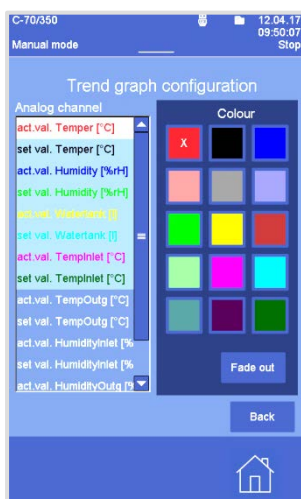 C-70/350
12.04.17
09:50:07
Manual mode
Stop
Trend graph configuration
Analog channel
act.val. Temper [°C]
set val. Temper [°C]
act.val. Humidity [%rH]
set val. Humidity [%rH]
act.val. Watertank [l]
set val. Watertank [l]
act.val. TempInlet [°C]
set val. TempInlet [°C]
act.val. TempOutg [°C]
set val. TempOutg [°C]
act.val. HumidityInlet [%
set val. HumidityInlet [%
act.val. HumidityOutg [%
Colour
X
Fade out
Back